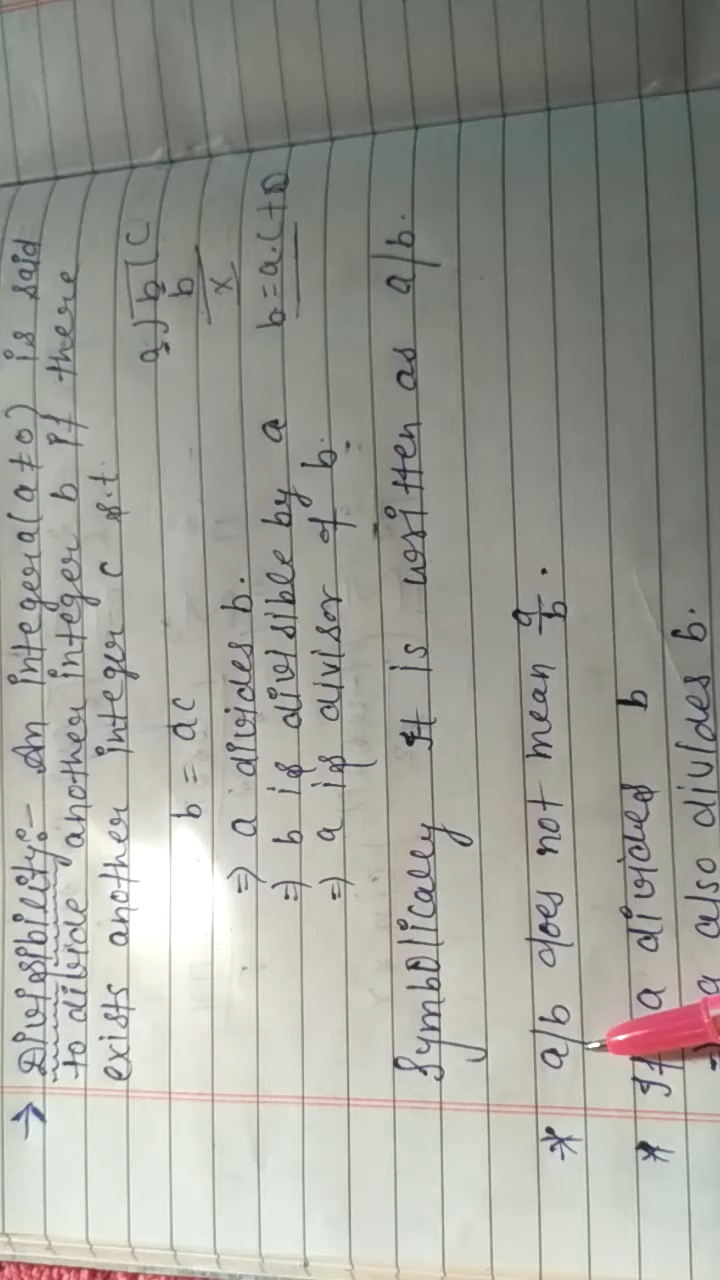 → Divisibility:- An integer a(a≠0) is said
to divide another integer b if there
exists another integer c s.t.
b = ac
a) b (c
b
x
⇒ a divides b.
⇒ b is divisible by a
b = a.c + 0
⇒ a is divisor of b.
Symbolically It is written as a/b.
* a/b does not mean a/b.
* If a divided b
⇒ a also divides b.